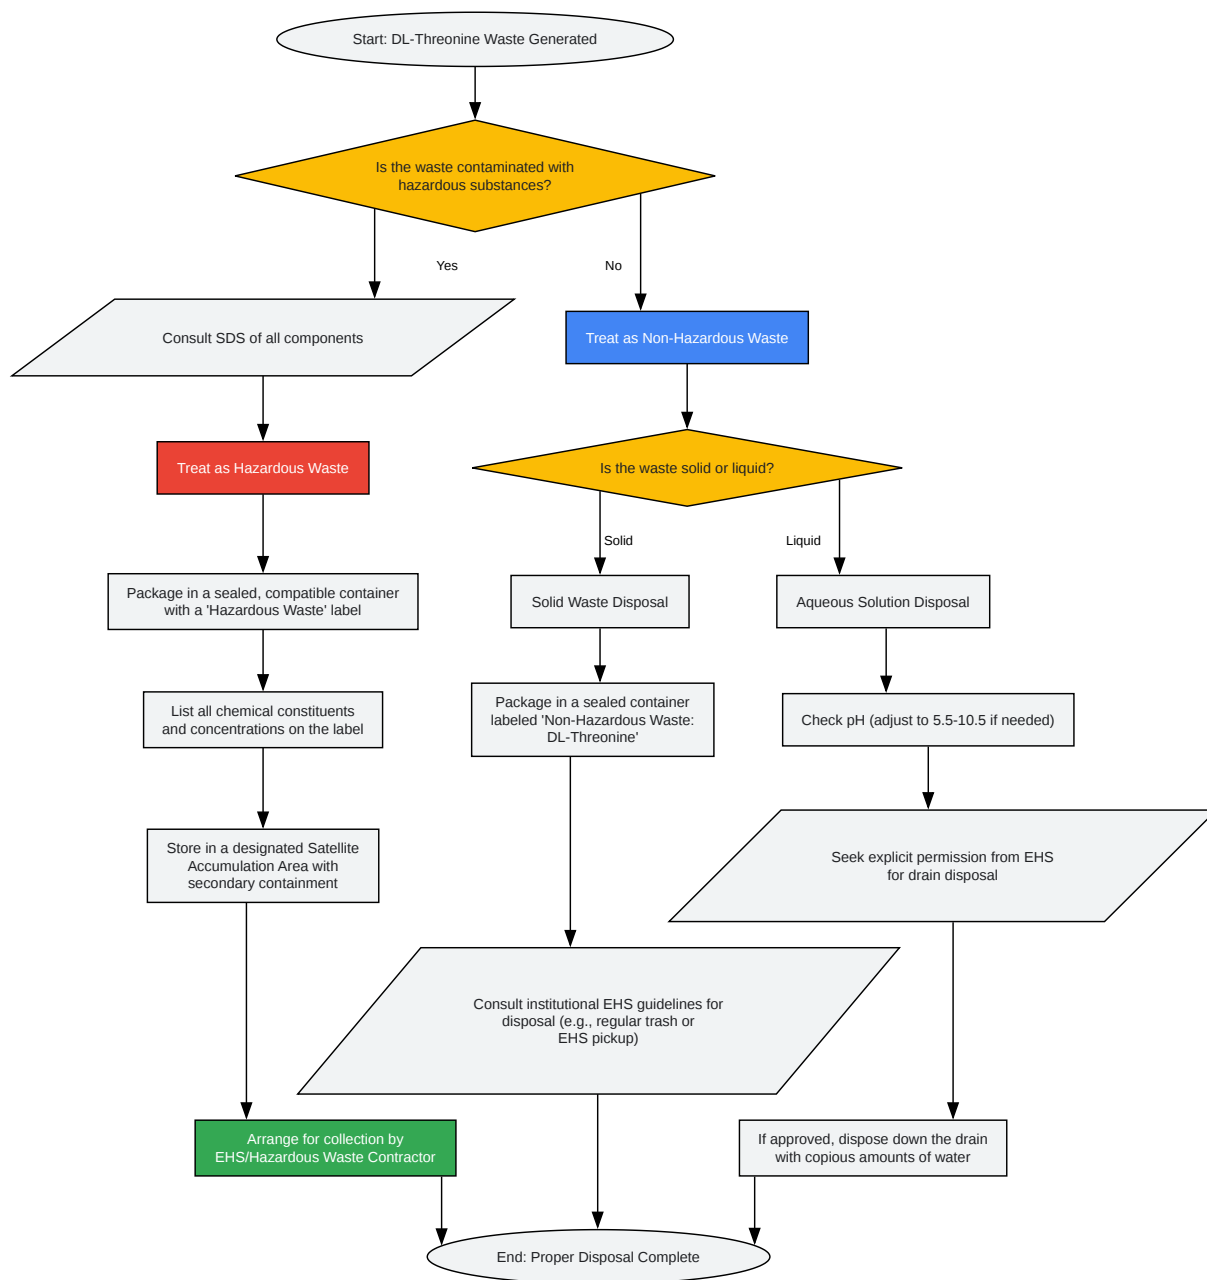 Start: DL-Threonine Waste Generated
Is the waste contaminated with
hazardous substances?
Yes
No
Consult SDS of all components
Treat as Non-Hazardous Waste
Treat as Hazardous Waste
Is the waste solid or liquid?
Solid
Liquid
Package in a sealed, compatible container
with a 'Hazardous Waste' label
Solid Waste Disposal
Aqueous Solution Disposal
List all chemical constituents
and concentrations on the label
Package in a sealed container
labeled 'Non-Hazardous Waste:
DL-Threonine'
Check pH (adjust to 5.5-10.5 if needed)
Store in a designated Satellite
Accumulation Area with
secondary containment
Seek explicit permission from EHS
for drain disposal
Consult institutional EHS guidelines for
disposal (e.g., regular trash or
EHS pickup)
Arrange for collection by
EHS/Hazardous Waste Contractor
If approved, dispose down the drain
with copious amounts of water
End: Proper Disposal Complete